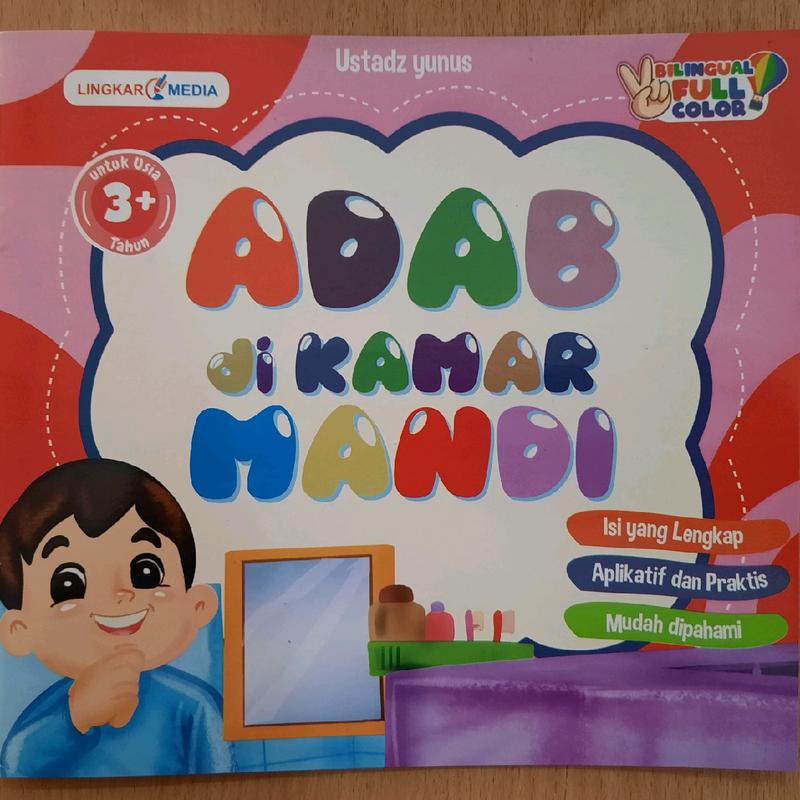 Ustadz yunus
LINGKAR MEDIA
BILINGUAL
FULL
COLOR
untuk Usia
3+
Tahun
ADAB
di KAMAR
MANDI
Isi yang Lengkap
Aplikatif dan Praktis
Mudah dipahami